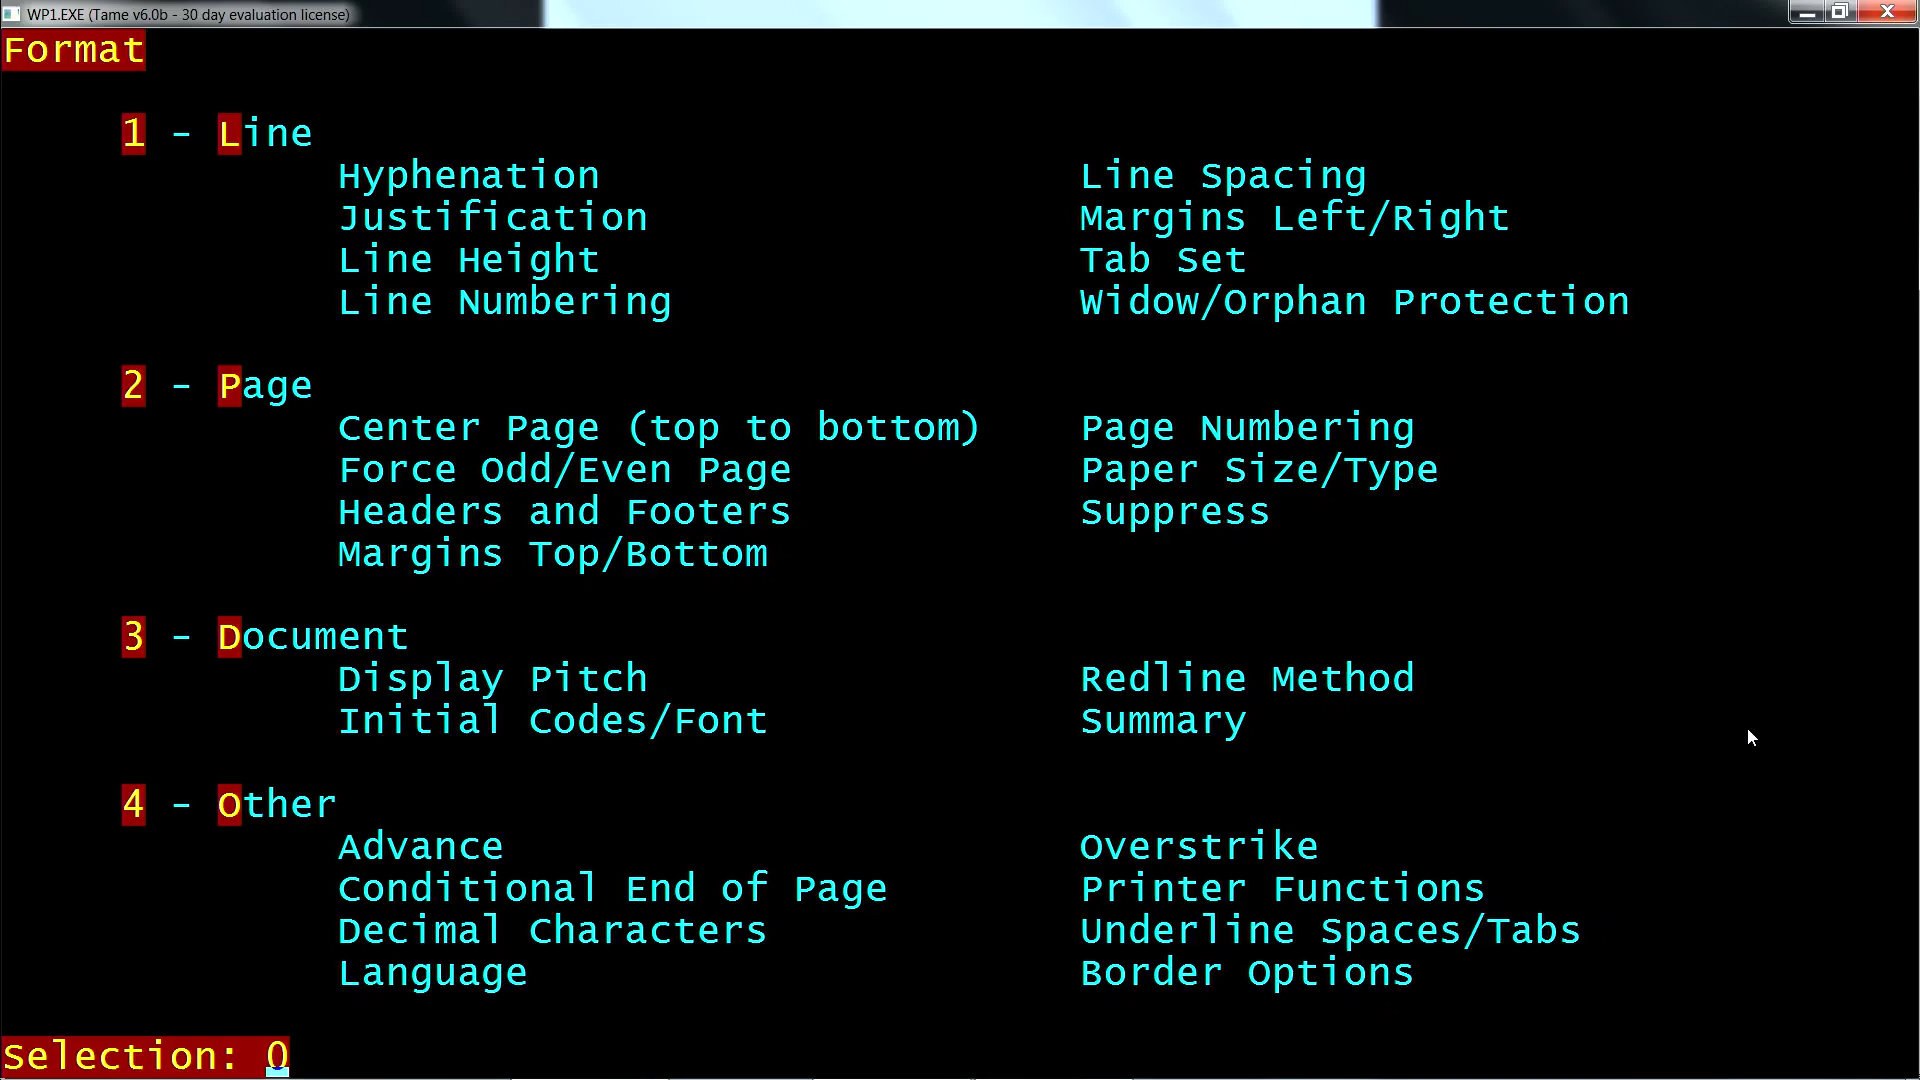 WP1.EXE (Tame v6.0b - 30 day evaluation license)
Format
1 - Line
Hyphenation Line Spacing
Justification Margins Left/Right
Line Height Tab Set
Line Numbering Widow/Orphan Protection
2 - Page
Center Page (top to bottom) Page Numbering
Force Odd/Even Page Paper Size/Type
Headers and Footers Suppress
Margins Top/Bottom
3 - Document
Display Pitch Redline Method
Initial Codes/Font Summary
4 - Other
Advance Overstrike
Conditional End of Page Printer Functions
Decimal Characters Underline Spaces/Tabs
Language Border Options
Selection: 0